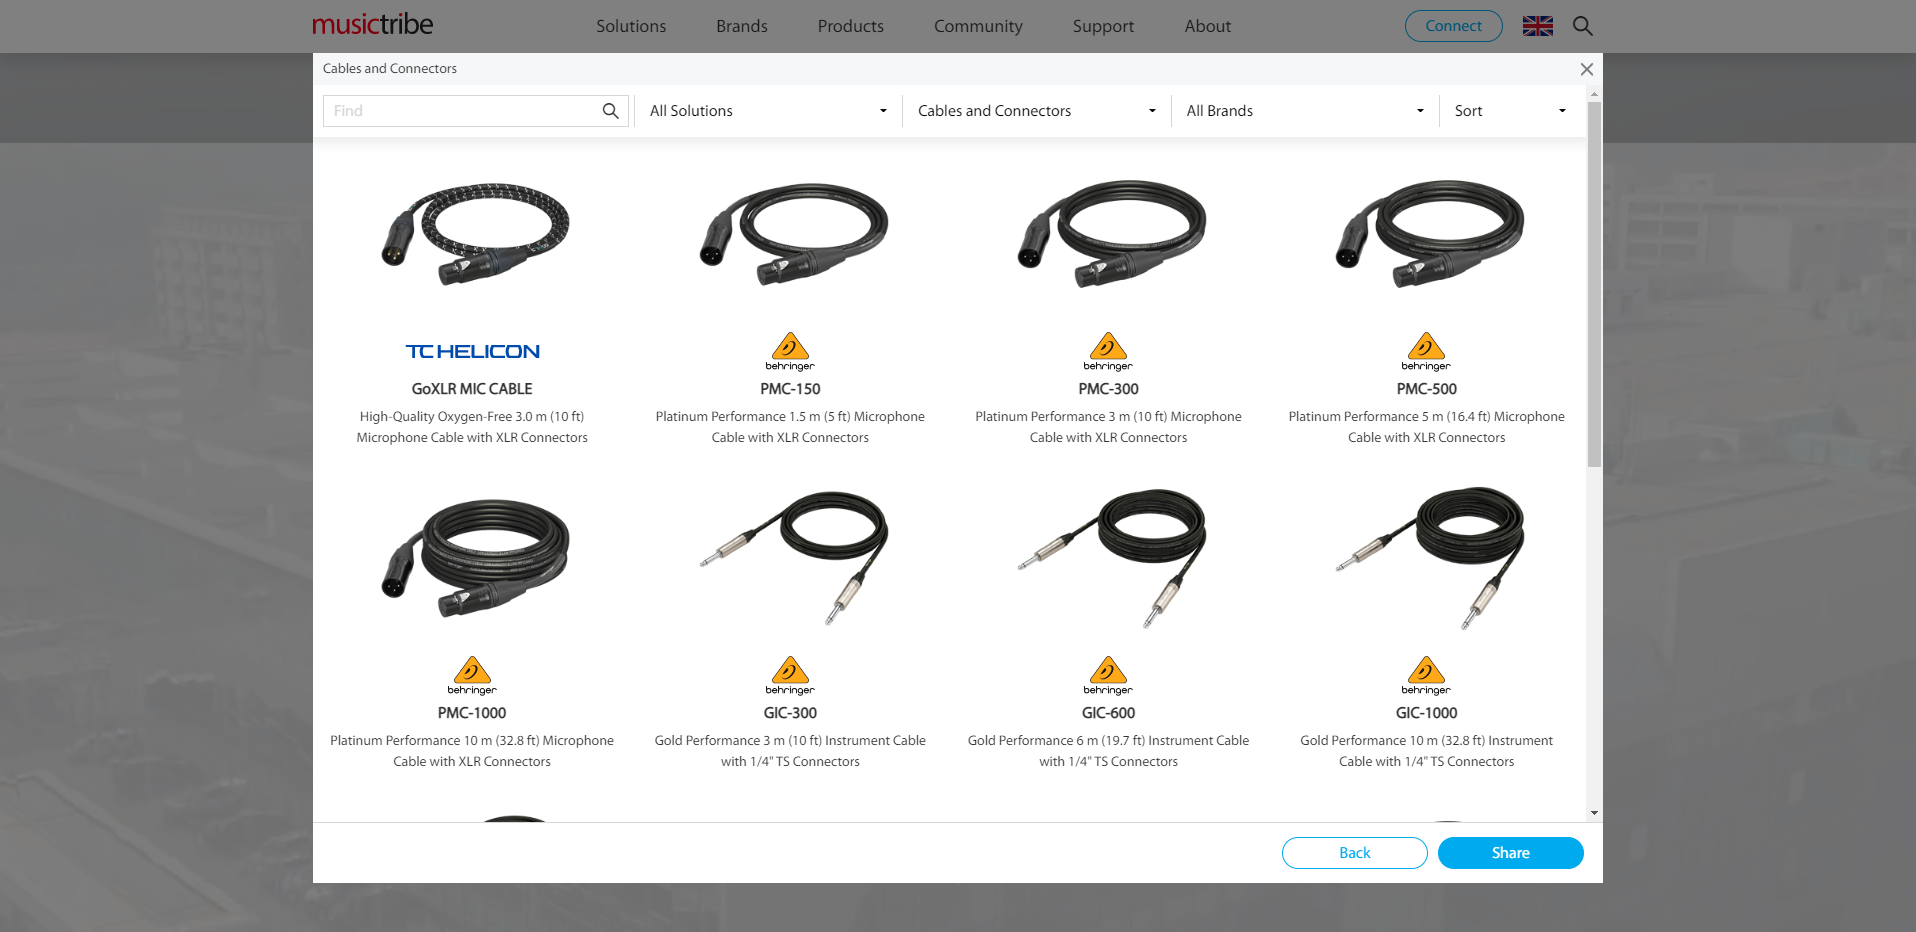 musictribe
Solutions
Brands
Products
Community
Support
About
Connect
Cables and Connectors
Find
All Solutions
Cables and Connectors
All Brands
Sort
TC HELICON
GoXLR MIC CABLE
High-Quality Oxygen-Free 3.0 m (10 ft)
Microphone Cable with XLR Connectors
behringer
PMC-150
Platinum Performance 1.5 m (5 ft) Microphone
Cable with XLR Connectors
behringer
PMC-300
Platinum Performance 3 m (10 ft) Microphone
Cable with XLR Connectors
behringer
PMC-500
Platinum Performance 5 m (16.4 ft) Microphone
Cable with XLR Connectors
behringer
PMC-1000
Platinum Performance 10 m (32.8 ft) Microphone
Cable with XLR Connectors
behringer
GIC-300
Gold Performance 3 m (10 ft) Instrument Cable
with 1/4" TS Connectors
behringer
GIC-600
Gold Performance 6 m (19.7 ft) Instrument Cable
with 1/4" TS Connectors
behringer
GIC-1000
Gold Performance 10 m (32.8 ft) Instrument
Cable with 1/4" TS Connectors
Back
Share